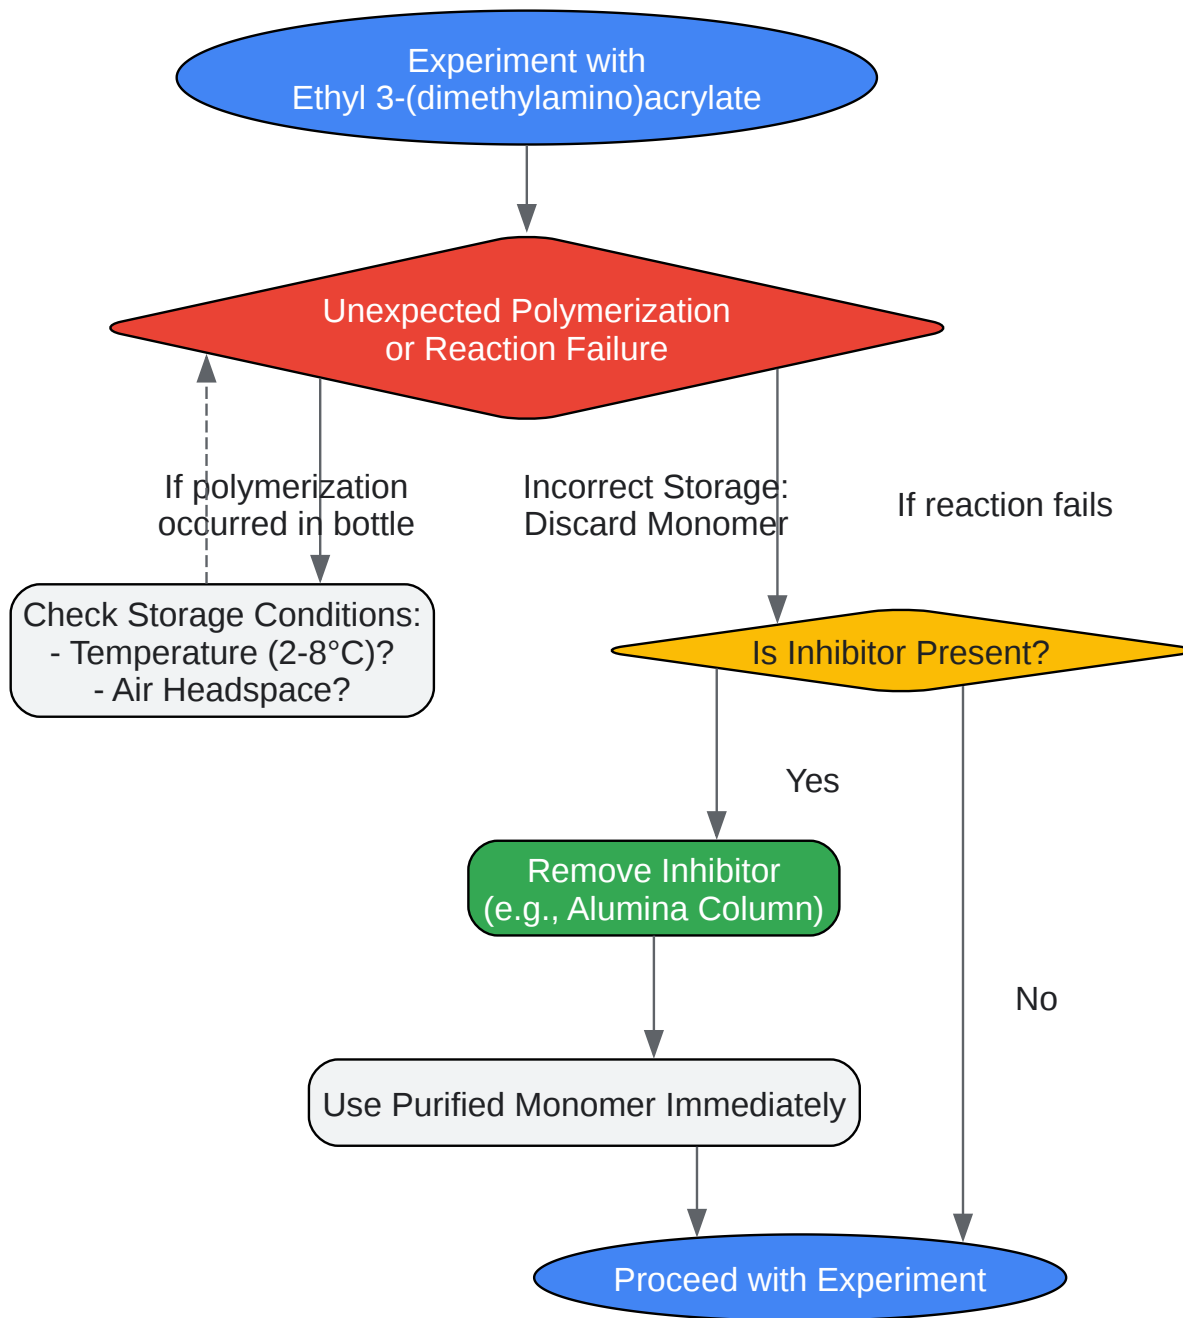 Experiment with
Ethyl 3-(dimethylamino)acrylate
Unexpected Polymerization
or Reaction Failure
If polymerization
occurred in bottle
Incorrect Storage:
Discard Monomer
If reaction fails
Check Storage Conditions:
- Temperature (2-8°C)?
- Air Headspace?
Is Inhibitor Present?
Yes
Remove Inhibitor
(e.g., Alumina Column)
No
Use Purified Monomer Immediately
Proceed with Experiment